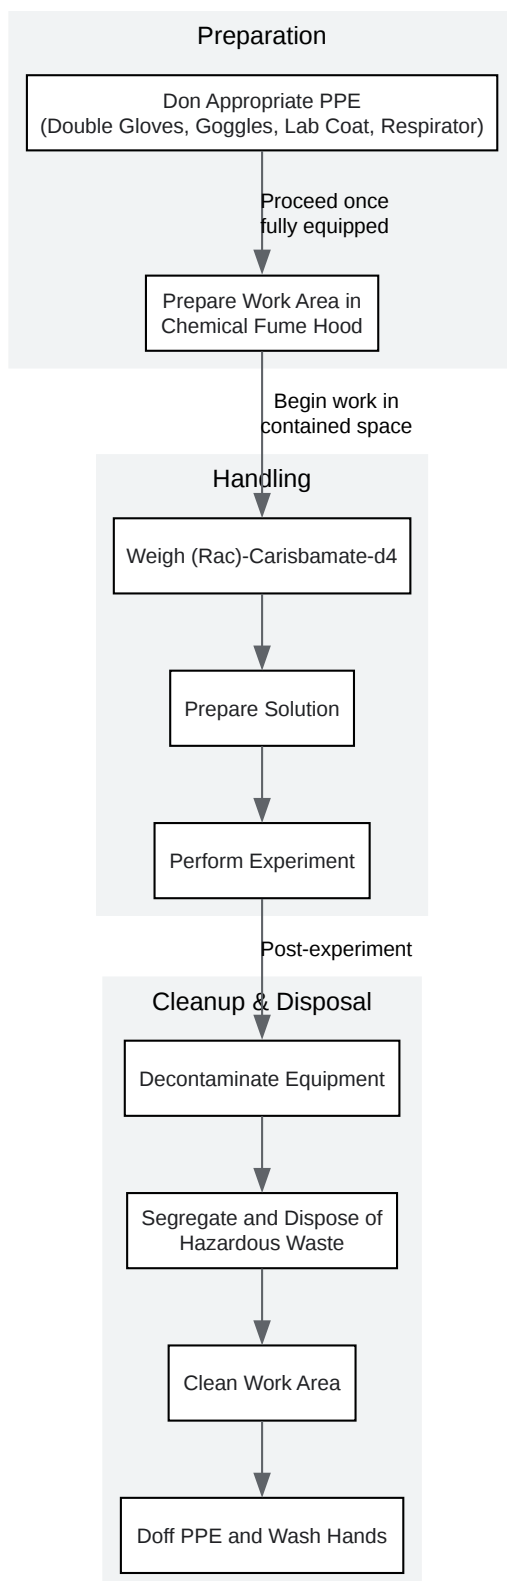 Preparation
Don Appropriate PPE
(Double Gloves, Goggles, Lab Coat, Respirator)
Proceed once
fully equipped
Prepare Work Area in
Chemical Fume Hood
Begin work in
contained space
Handling
Weigh (Rac)-Carisbamate-d4
Prepare Solution
Perform Experiment
Post-experiment
Cleanup & Disposal
Decontaminate Equipment
Segregate and Dispose of
Hazardous Waste
Clean Work Area
Doff PPE and Wash Hands